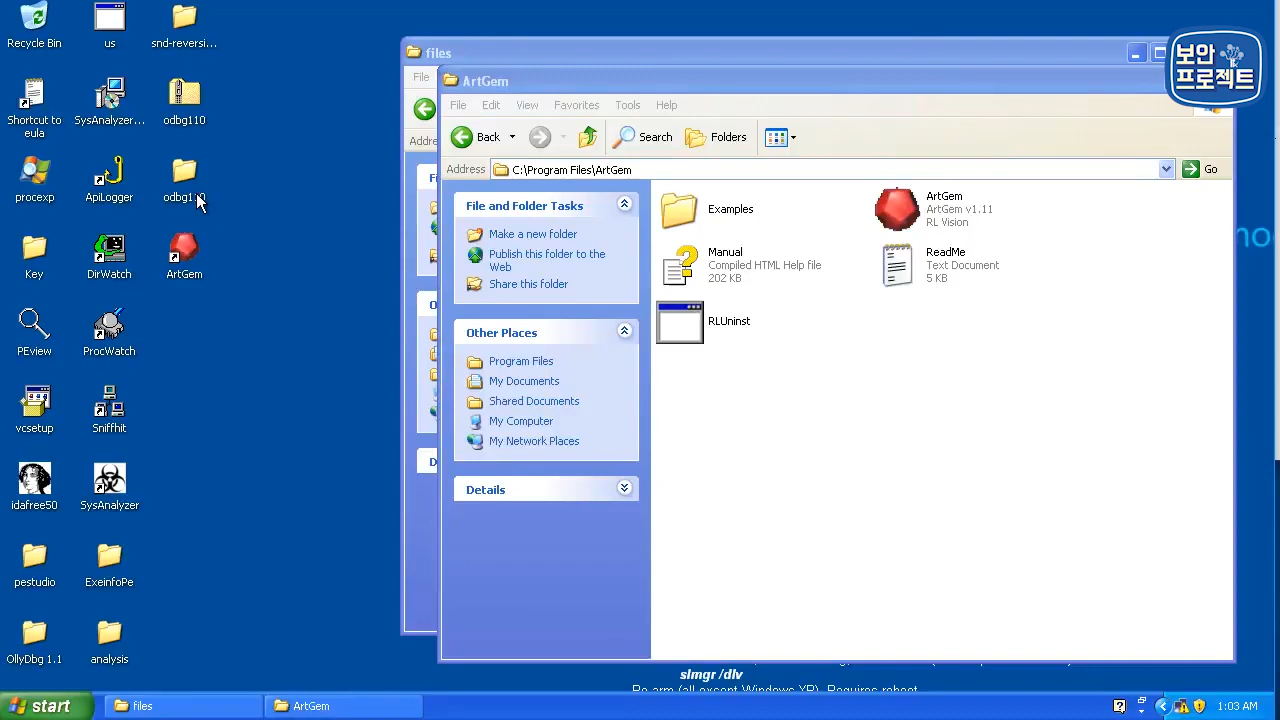 Recycle Bin
us
snd-reversi...
Shortcut to
eula
SysAnalyzer...
odbg110
procexp
ApiLogger
Key
DirWatch
ArtGem
PEview
ProcWatch
vcsetup
Sniffhit
idafree50
SysAnalyzer
pestudio
ExeinfoPe
OllyDbg 1.1
analysis
files
File
보안
프로젝트
ArtGem
File Edit View Favorites Tools Help
Back
Search
Folders
Address
C:\Program Files\ArtGem
Go
File and Folder Tasks
Make a new folder
Publish this folder to the
Web
Share this folder
Other Places
Program Files
My Documents
Shared Documents
My Computer
My Network Places
Details
Examples
ArtGem
ArtGem v1.11
RL Vision
Manual
Compiled HTML Help file
202 KB
ReadMe
Text Document
5 KB
RLUninst
slmgr /dlv
start
files
ArtGem
1:03 AM